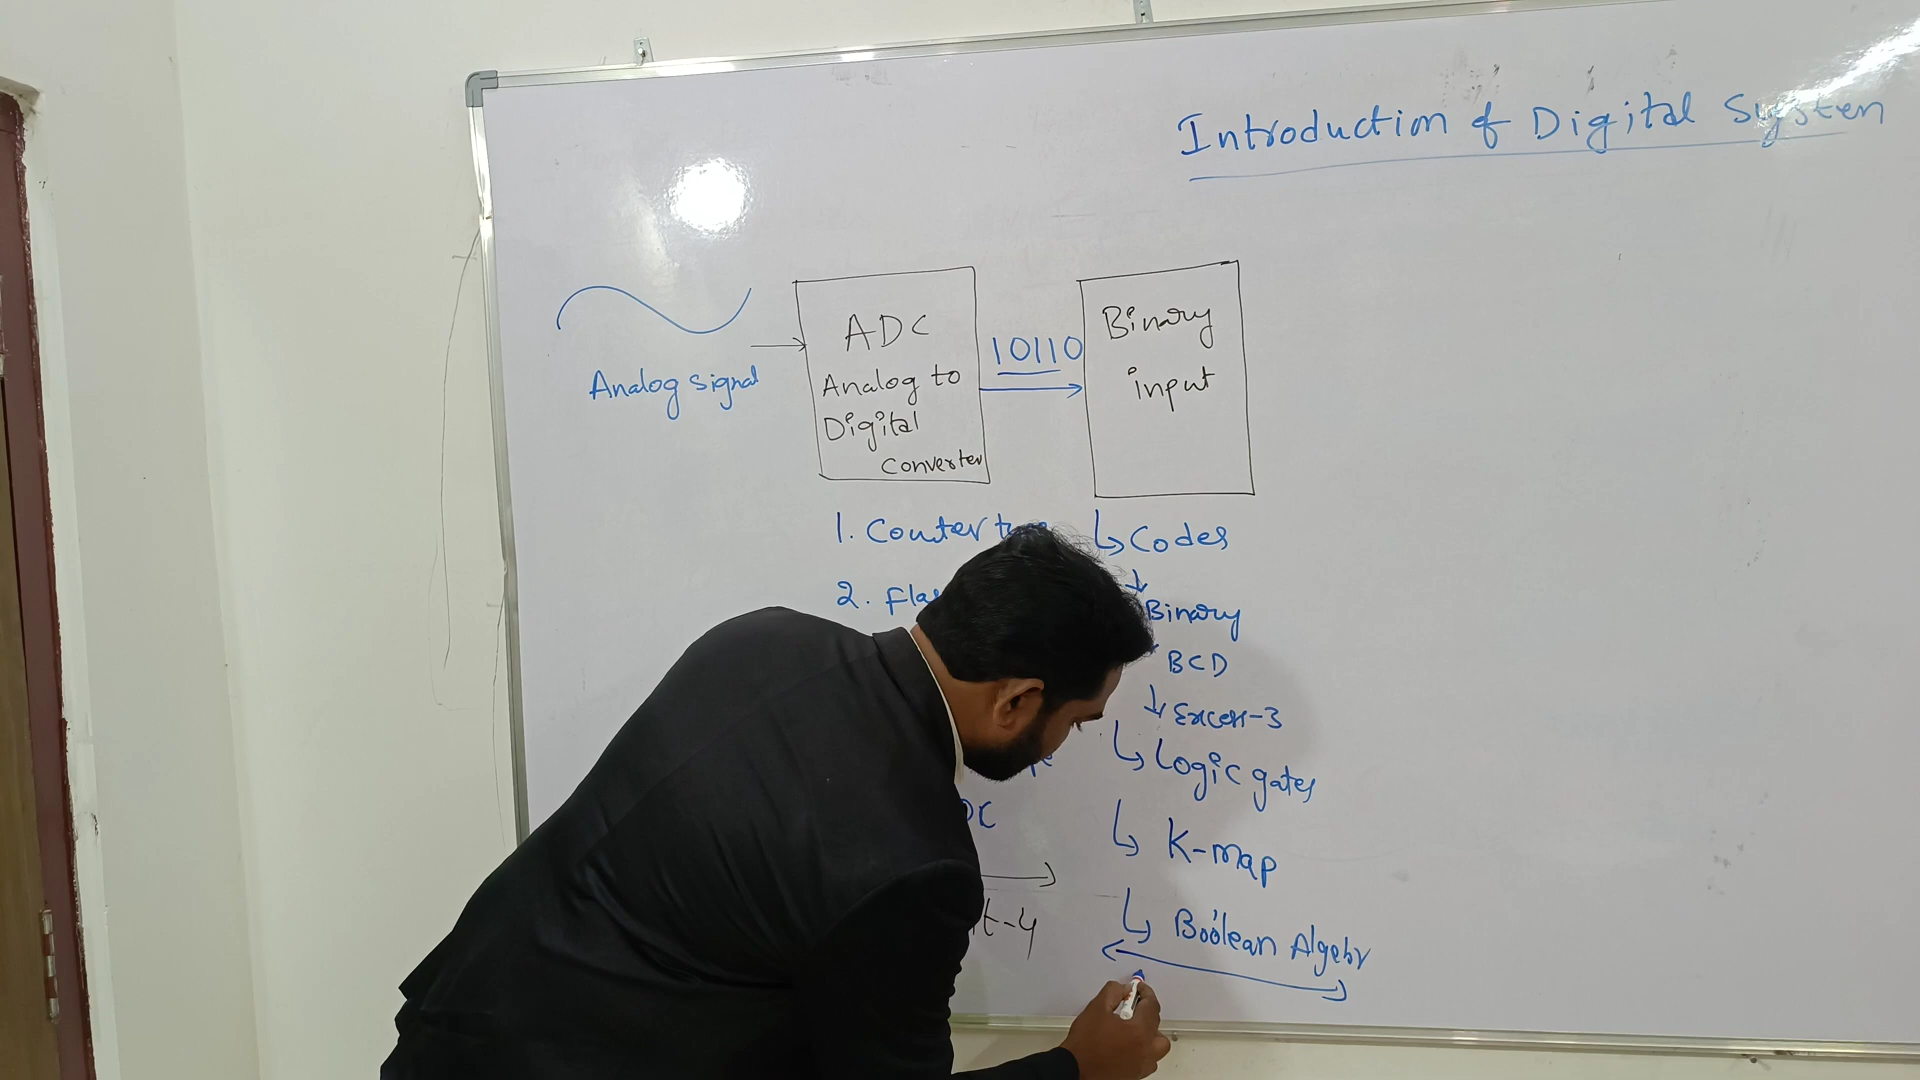 Introduction of Digital System
Analog signal
ADC
Analog to
Digital
Converter
10110
Binary
input
1. Counter
2.
Codes
Binary
BCD
Excess-3
Logic gates
K-map
Boolean Algebr